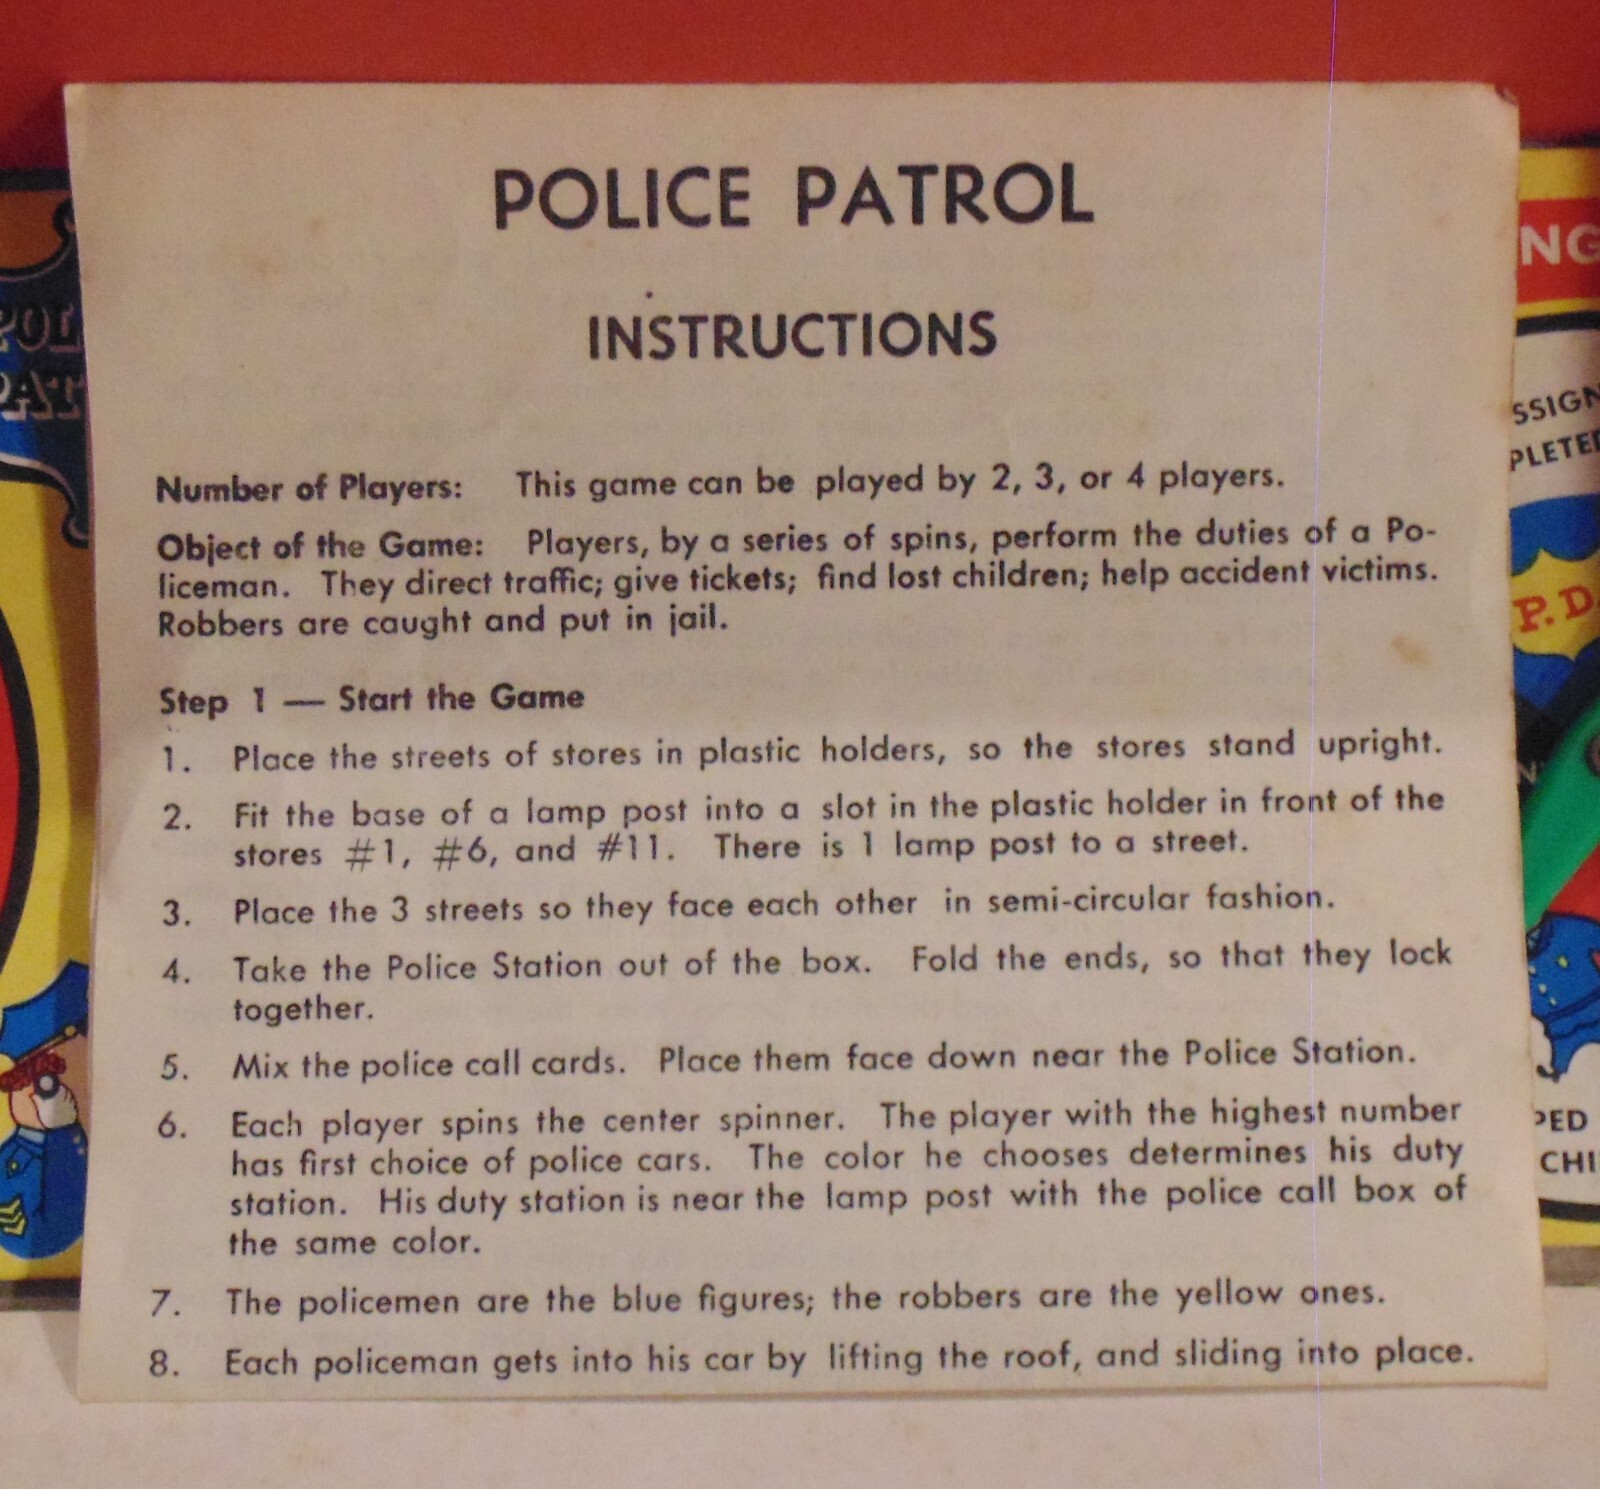 POLICE PATROL
INSTRUCTIONS
Number of Players: This game can be played by 2, 3, or 4 players.
Object of the Game: Players, by a series of spins, perform the duties of a Po-
liceman. They direct traffic; give tickets; find lost children; help accident victims.
Robbers are caught and put in jail.
Step 1 — Start the Game
1. Place the streets of stores in plastic holders, so the stores stand upright.
2. Fit the base of a lamp post into a slot in the plastic holder in front of the
stores #1, #6, and #11. There is 1 lamp post to a street.
3. Place the 3 streets so they face each other in semi-circular fashion.
4. Take the Police Station out of the box. Fold the ends, so that they lock
together.
5. Mix the police call cards. Place them face down near the Police Station.
6. Each player spins the center spinner. The player with the highest number
has first choice of police cars. The color he chooses determines his duty
station. His duty station is near the lamp post with the police call box of
the same color.
7. The policemen are the blue figures; the robbers are the yellow ones.
8. Each policeman gets into his car by lifting the roof, and sliding into place.
POL
PAT
NG
SSIGN
PLETED
P.D.
PED
CHI